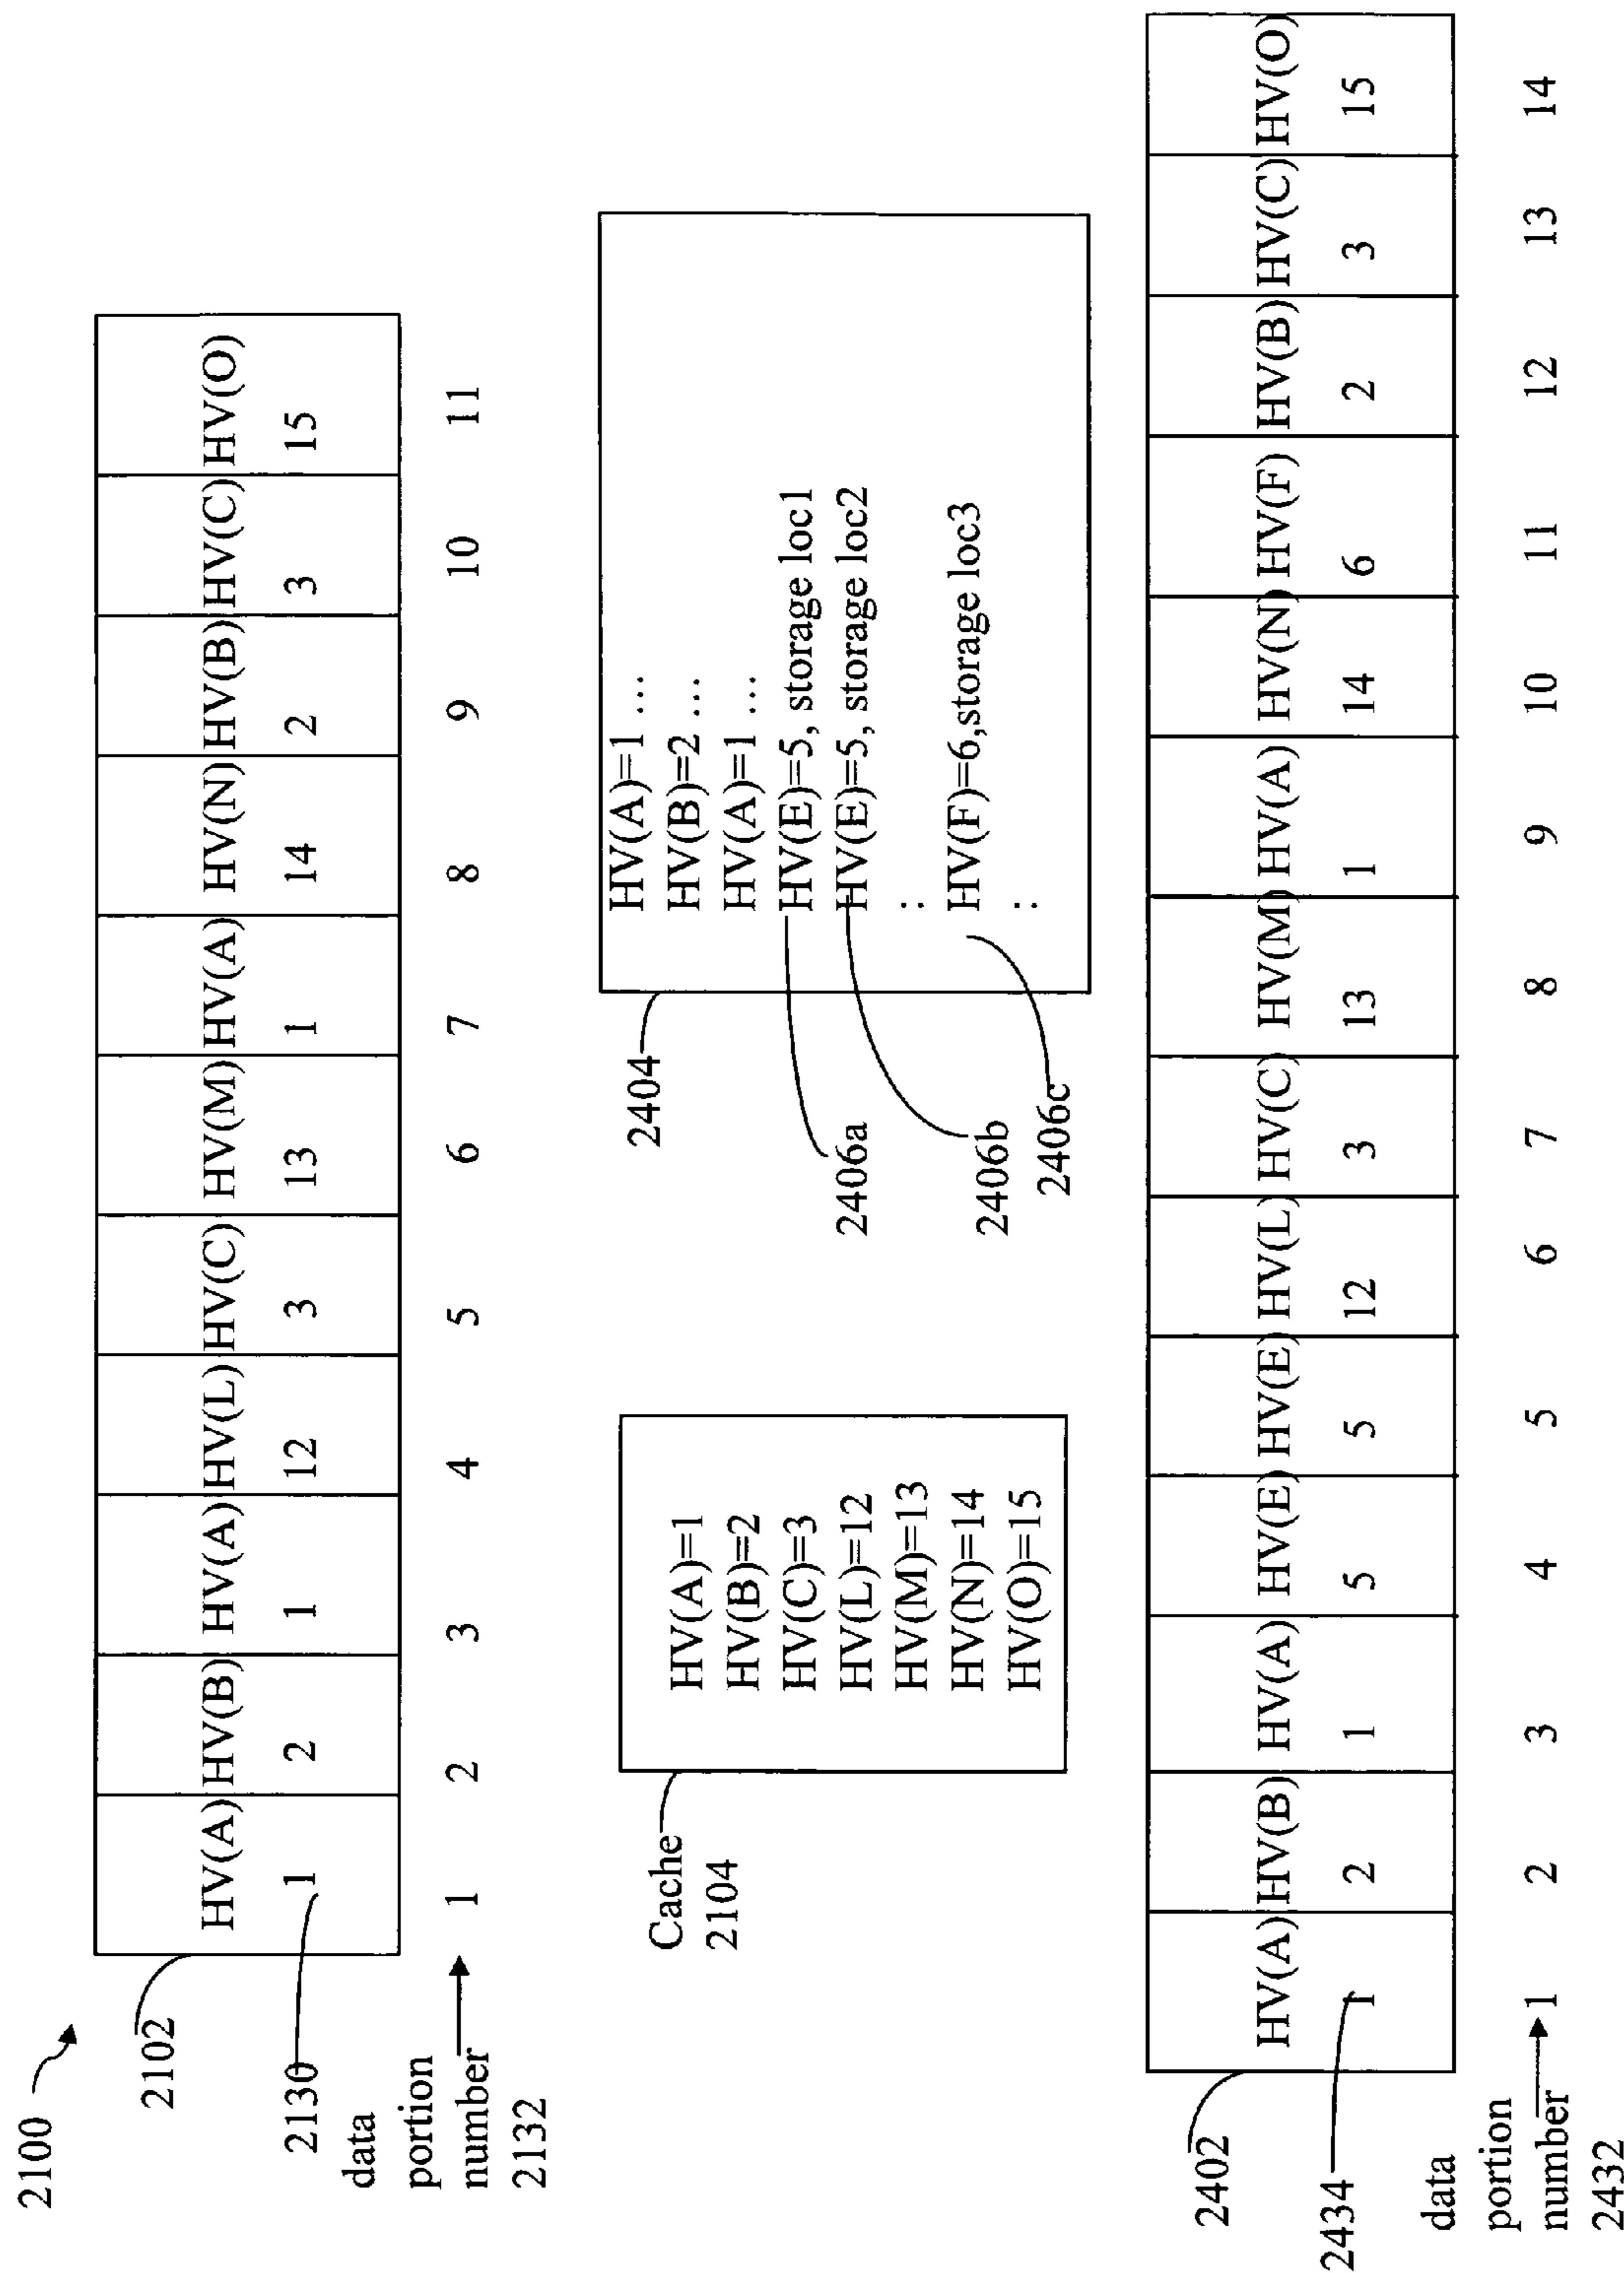 2100
2102
HV(A) HV(B) HV(A) HV(L) HV(C) HV(M) HV(A) HV(N) HV(B) HV(C) HV(O)
1 2 1 12 3 13 1 14 2 3 15
2130
data
portion
number
2132
1 2 3 4 5 6 7 8 9 10 11
Cache
2104
HV(A)=1
HV(B)=2
HV(C)=3
HV(L)=12
HV(M)=13
HV(N)=14
HV(O)=15
2404
HV(A)=1 ...
HV(B)=2 ...
HV(A)=1 ...
HV(E)=5, storage loc1
HV(E)=5, storage loc2
:
HV(F)=6,storage loc3
:
2406a
2406b
2406c
2402
HV(A) HV(B) HV(A) HV(E) HV(E) HV(L) HV(C) HV(M) HV(A) HV(N) HV(F) HV(B) HV(C) HV(O)
1 2 1 5 5 12 3 13 1 14 6 2 3 15
2434
data
portion
number
2432
1 2 3 4 5 6 7 8 9 10 11 12 13 14